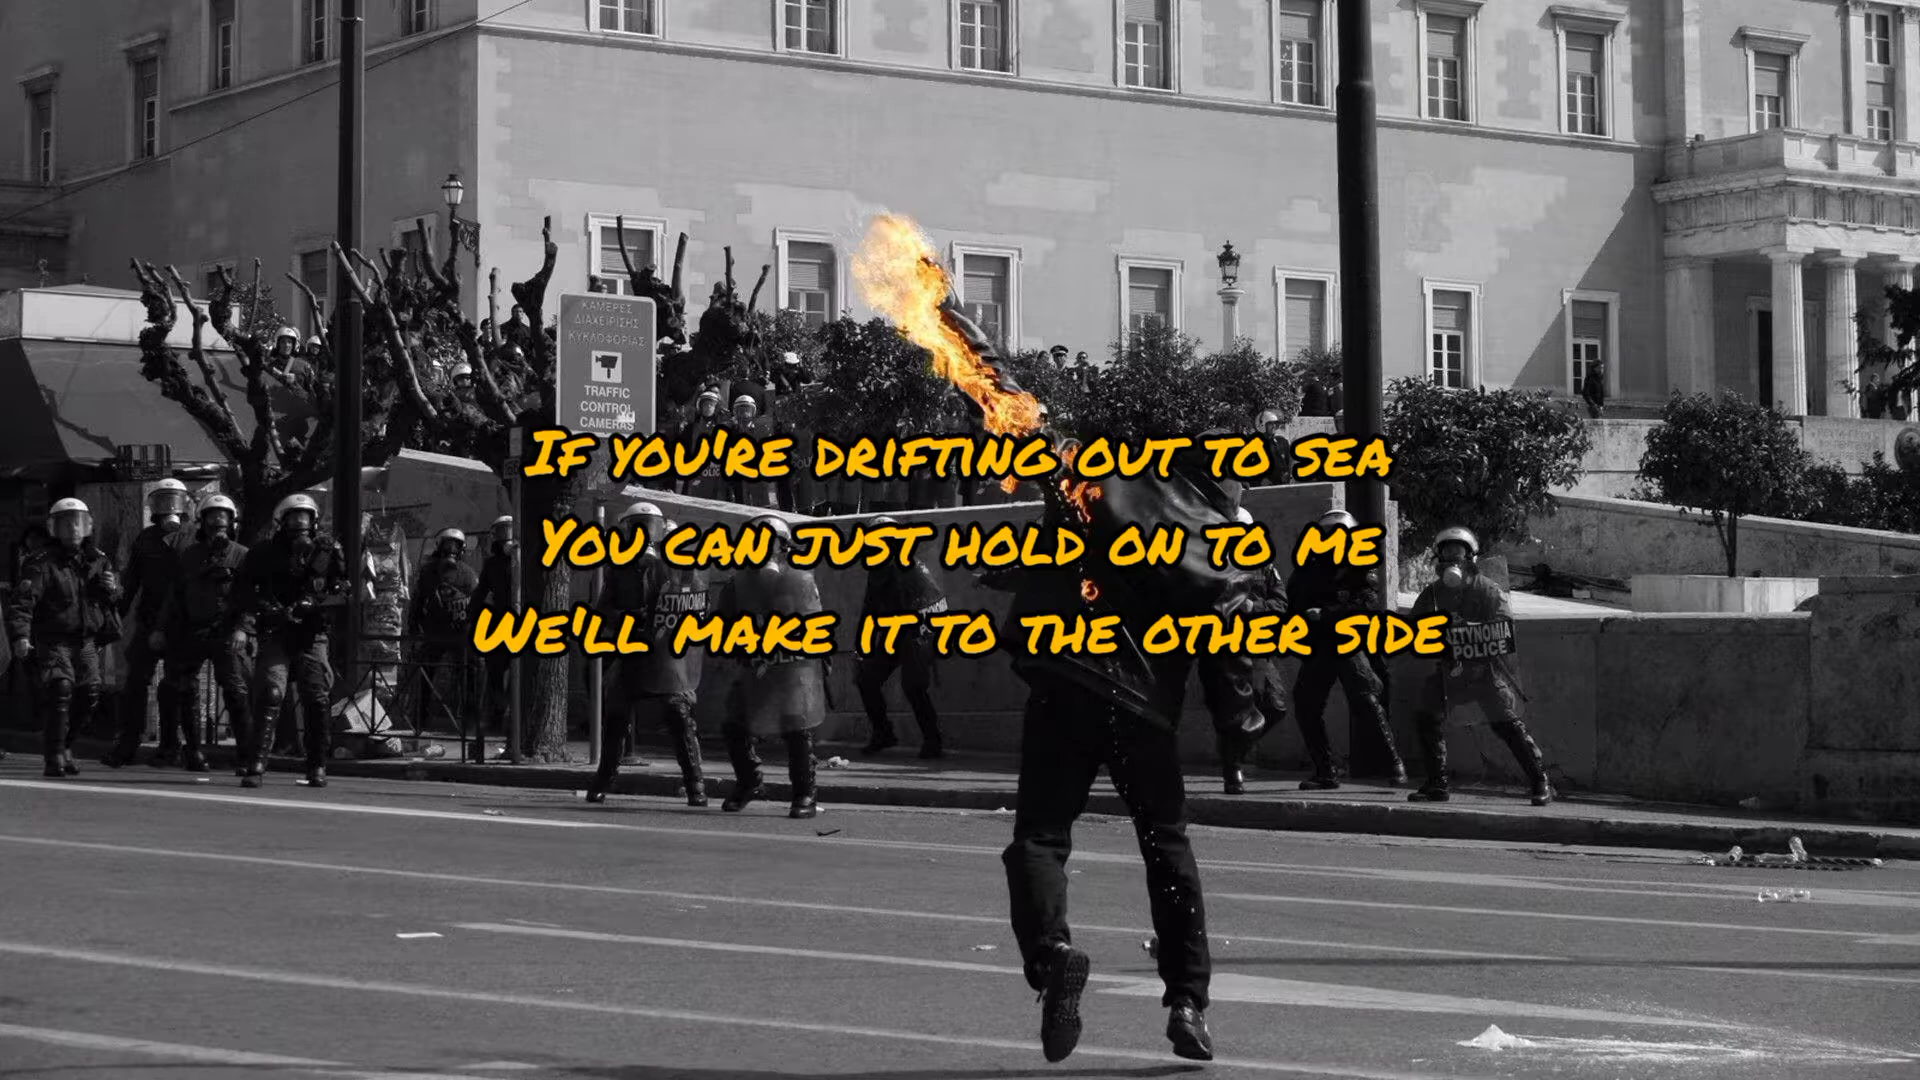 ΚΑΜΕΡΕΣ
ΔΙΑΧΕΙΡΙΣΗΣ
ΚΥΚΛΟΦΟΡΙΑΣ
TRAFFIC
CONTROL
CAMERAS
If you're drifting out to sea
You can just hold on to me
We'll make it to the other side
ΑΣΤΥΝΟΜΙΑ
POLICE